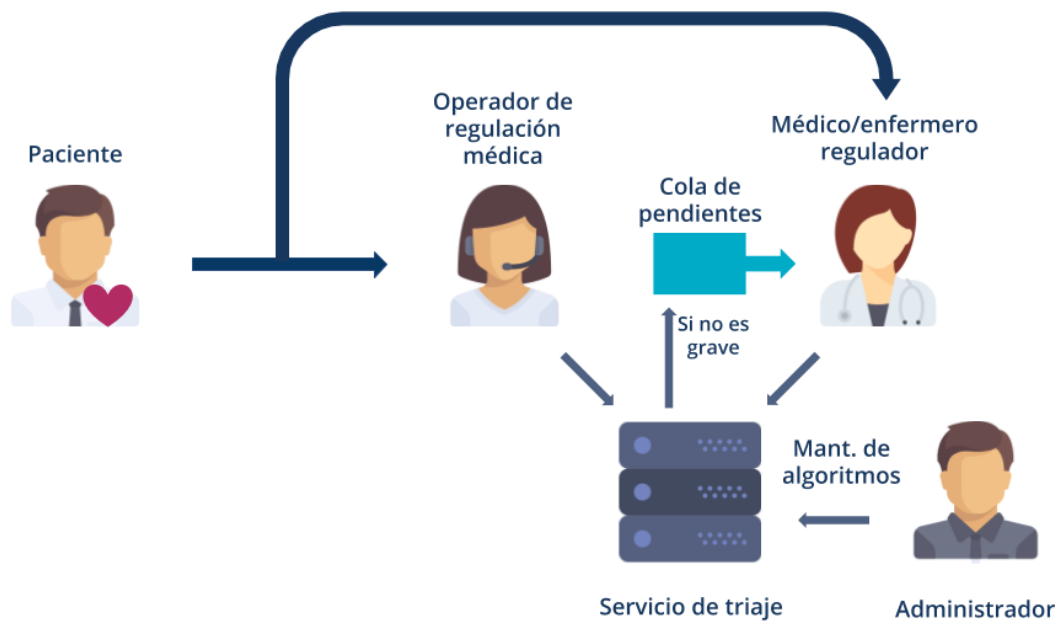 Paciente
Operador de
regulación
médica
Cola de
pendientes
Médico/enfermero
regulador
Si no es
grave
Mant. de
algoritmos
Servicio de triaje
Administrador